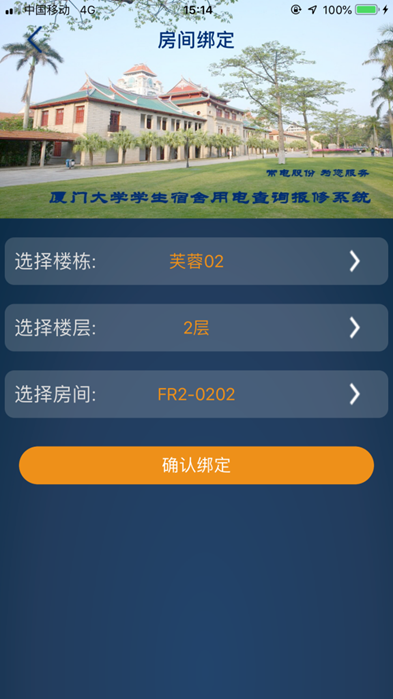 中国移动 4G 15:14 100%
房间绑定
常电股份 为您服务
厦门大学学生宿舍用电查询报修系统
选择楼栋: 芙蓉02
选择楼层: 2层
选择房间: FR2-0202
确认绑定